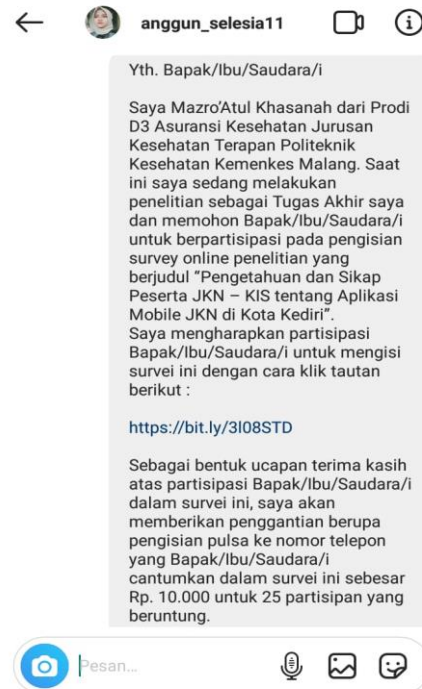 anggun_selesia11
Yth. Bapak/Ibu/Saudara/i
Saya Mazro'Atul Khasanah dari Prodi
D3 Asuransi Kesehatan Jurusan
Kesehatan Terapan Politeknik
Kesehatan Kemenkes Malang. Saat
ini saya sedang melakukan
penelitian sebagai Tugas Akhir saya
dan memohon Bapak/Ibu/Saudara/i
untuk berpartisipasi pada pengisian
survey online penelitian yang
berjudul "Pengetahuan dan Sikap
Peserta JKN – KIS tentang Aplikasi
Mobile JKN di Kota Kediri".
Saya mengharapkan partisipasi
Bapak/Ibu/Saudara/i untuk mengisi
survei ini dengan cara klik tautan
berikut :
https://bit.ly/3l08STD
Sebagai bentuk ucapan terima kasih
atas partisipasi Bapak/Ibu/Saudara/i
dalam survei ini, saya akan
memberikan penggantian berupa
pengisian pulsa ke nomor telepon
yang Bapak/Ibu/Saudara/i
cantumkan dalam survei ini sebesar
Rp. 10.000 untuk 25 partisipan yang
beruntung.
Pesan...